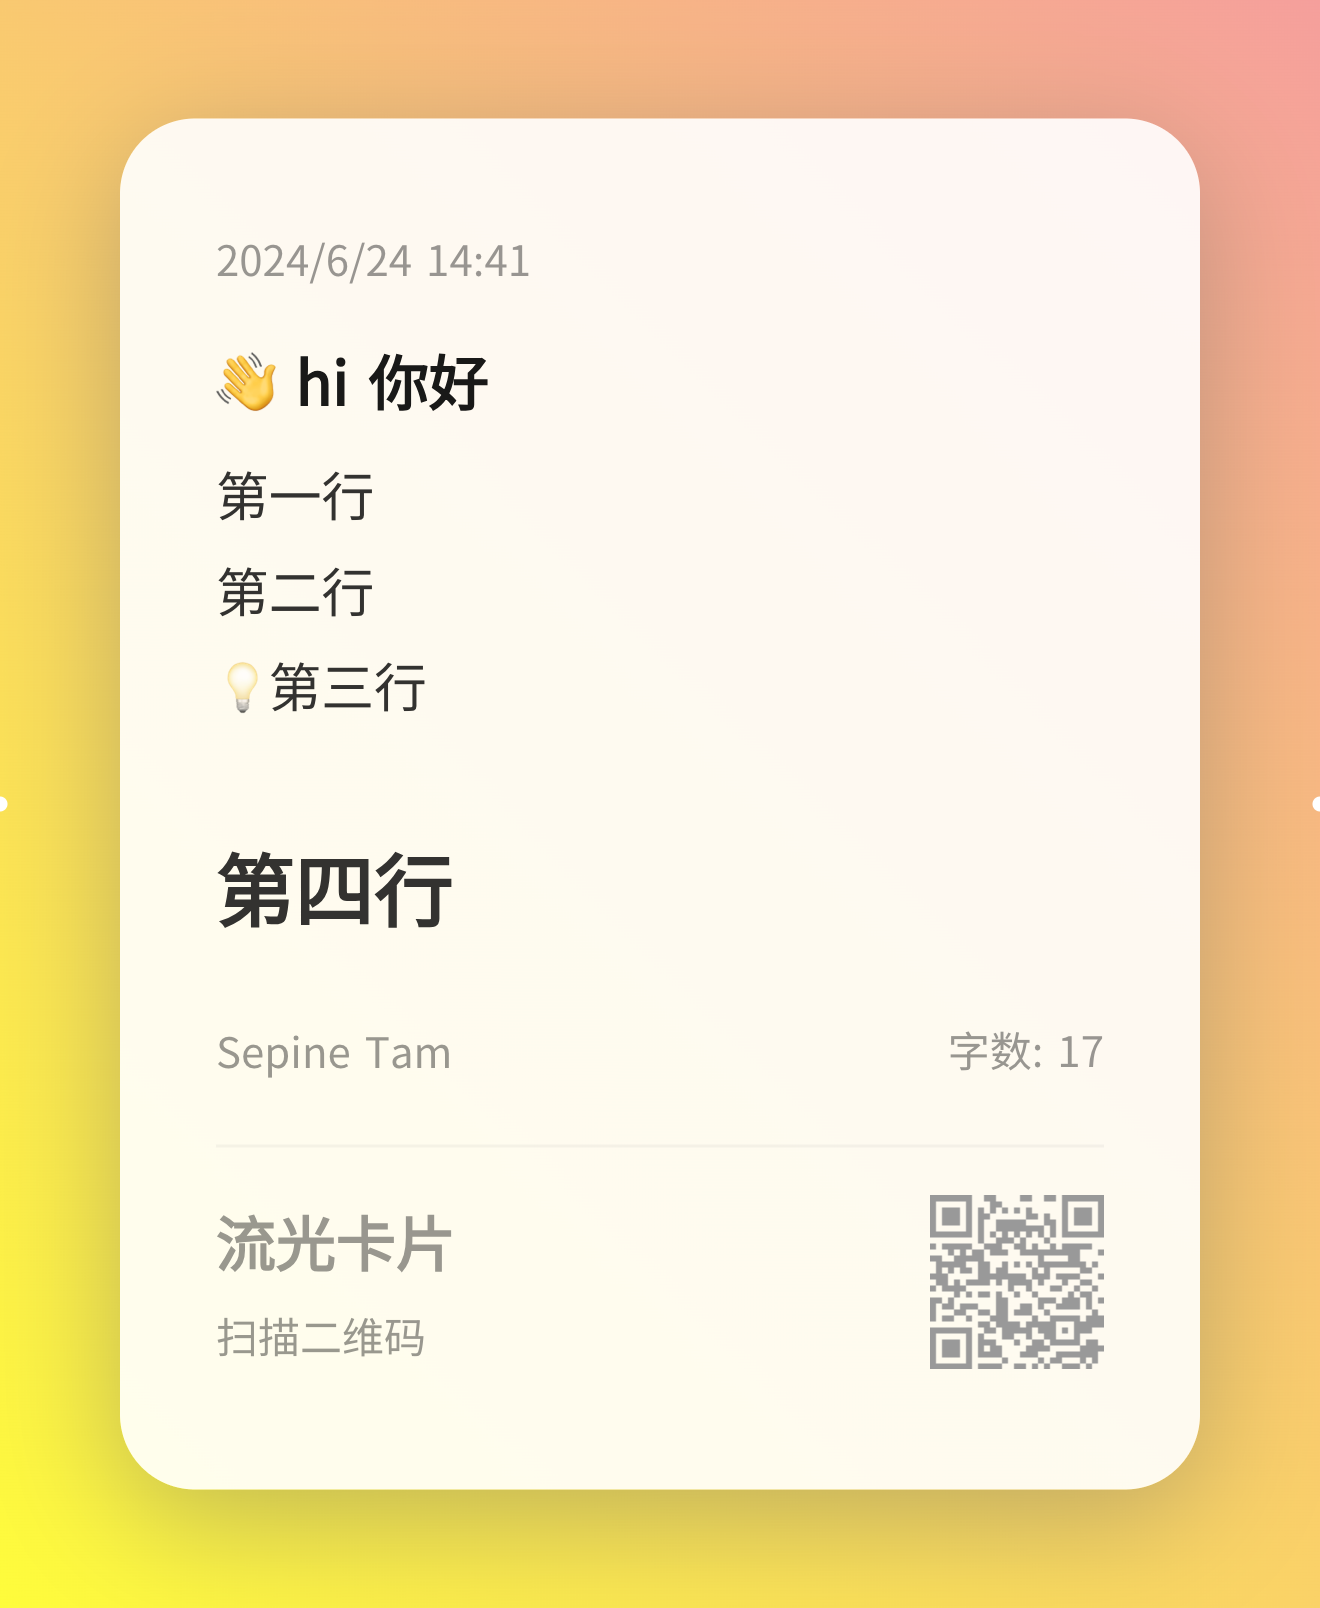 2024/6/24 14:41
👋 hi 你好
第一行
第二行
💡第三行
第四行
Sepine Tam
字数: 17
流光卡片
扫描二维码